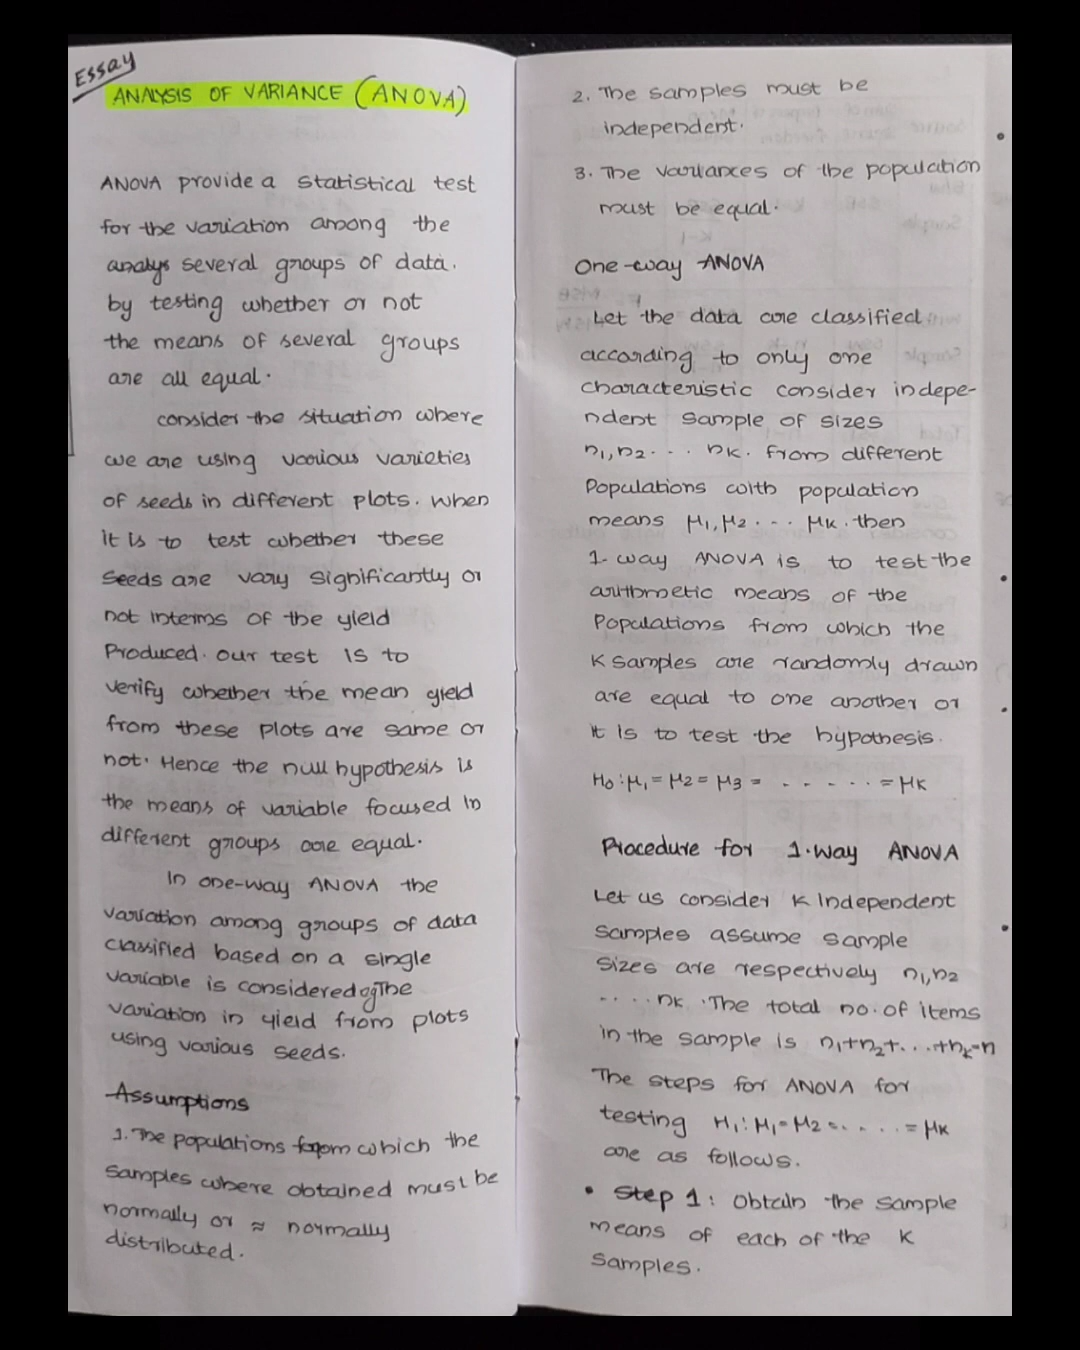 Essay
ANALYSIS OF VARIANCE (ANOVA)
ANOVA provide a statistical test
for the variation among the
several groups of data.
by testing whether or not
the means of several groups
are all equal.
consider the situation where
we are using various varieties
of seeds in different plots. When
it is to test whether these
seeds are vary significantly or
not interms of the yield
Produced. our test is to
verify whether the mean yield
from these plots are same or
not. Hence the null hypothesis is
the means of variable focused in
different groups are equal.
In one-way ANOVA the
variation among groups of data
classified based on a single
variable is considered eg The
variation in yield from plots
using various seeds.
Assumptions
1. The populations from which the
samples where obtained must be
normally or ≈ normally
distributed.
2. The samples must be
independent.
3. The variances of the population
must be equal.
One-way ANOVA
Let the data are classified
according to only one
characteristic consider indepe-
ndent sample of sizes
n₁, n₂ . . . nK. from different
Populations with population
means μ₁, μ₂ . . . μK. then
1- way ANOVA is to test the
arithmetic means of the
Populations from which the
K samples are randomly drawn
are equal to one another or
it is to test the hypothesis.
H₀ : μ₁ = μ₂ = μ₃ = . . . . . . = μK
Procedure for 1-way ANOVA
Let us consider K Independent
samples assume sample
sizes are respectively n₁, n₂
. . . . nK. The total no. of items
in the sample is n₁+n₂+. . .+nK=n
The steps for ANOVA for
testing H₁ : μ₁ = μ₂ = . . . . = μK
are as follows.
• Step 1 : Obtain the sample
means of each of the K
samples.